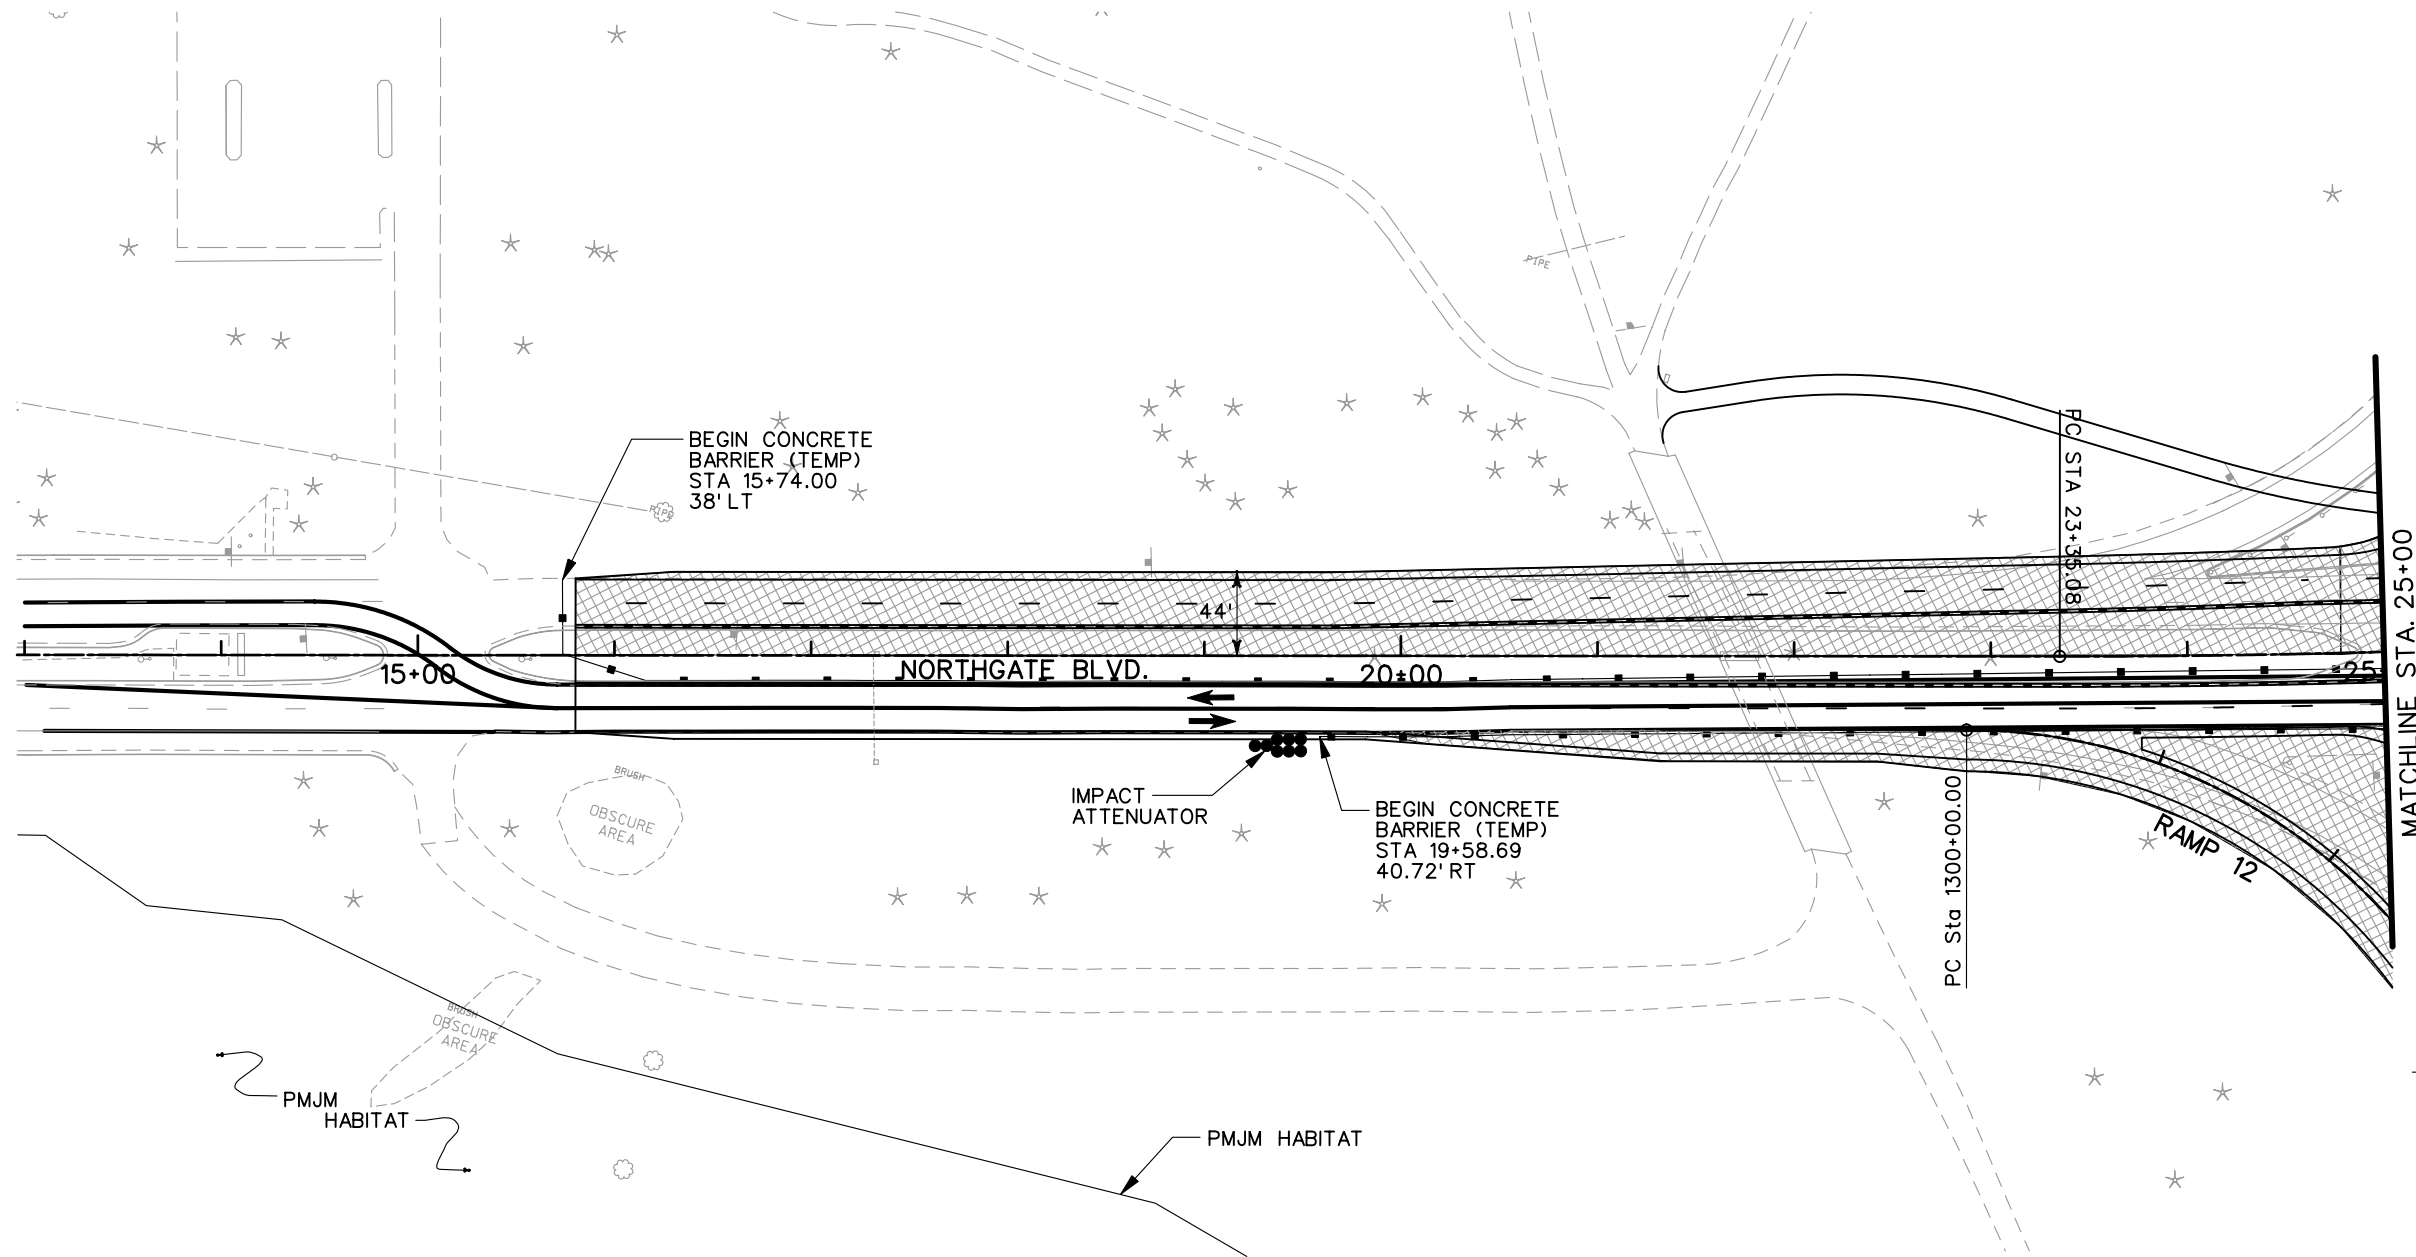 PIPE
BEGIN CONCRETE
BARRIER (TEMP)
STA 15+74.00
38' LT
PIPE
PC STA 23+35.08
MATCHLINE STA. 25+00
44'
15+00
NORTHGATE BLVD.
20+00
25
IMPACT
ATTENUATOR
BEGIN CONCRETE
BARRIER (TEMP)
STA 19+58.69
40.72' RT
PC Sta 1300+00.00
RAMP 12
BRUSH
OBSCURE
AREA
BRUSH
OBSCURE
AREA
PMJM
HABITAT
PMJM HABITAT